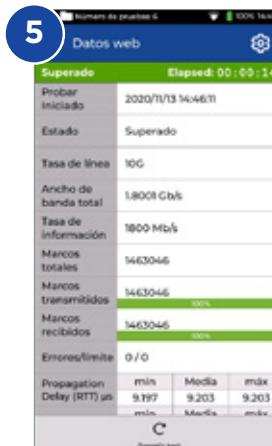 5
Número de pruebas: 6
100%
Datos web
Superado Elapsed: 00:00:14
Probar iniciado 2020/11/13 14:46:11
Estado Superado
Tasa de línea 10G
Ancho de banda total 1.8001 Gb/s
Tasa de información 1800 Mb/s
Marcos totales 1463046
Marcos transmitidos 1463046
100%
Marcos recibidos 1463046
100%
Errores/límite 0/0
Propagation Delay (RTT) µs
min Media máx
9.197 9.203 9.203
min Media máx